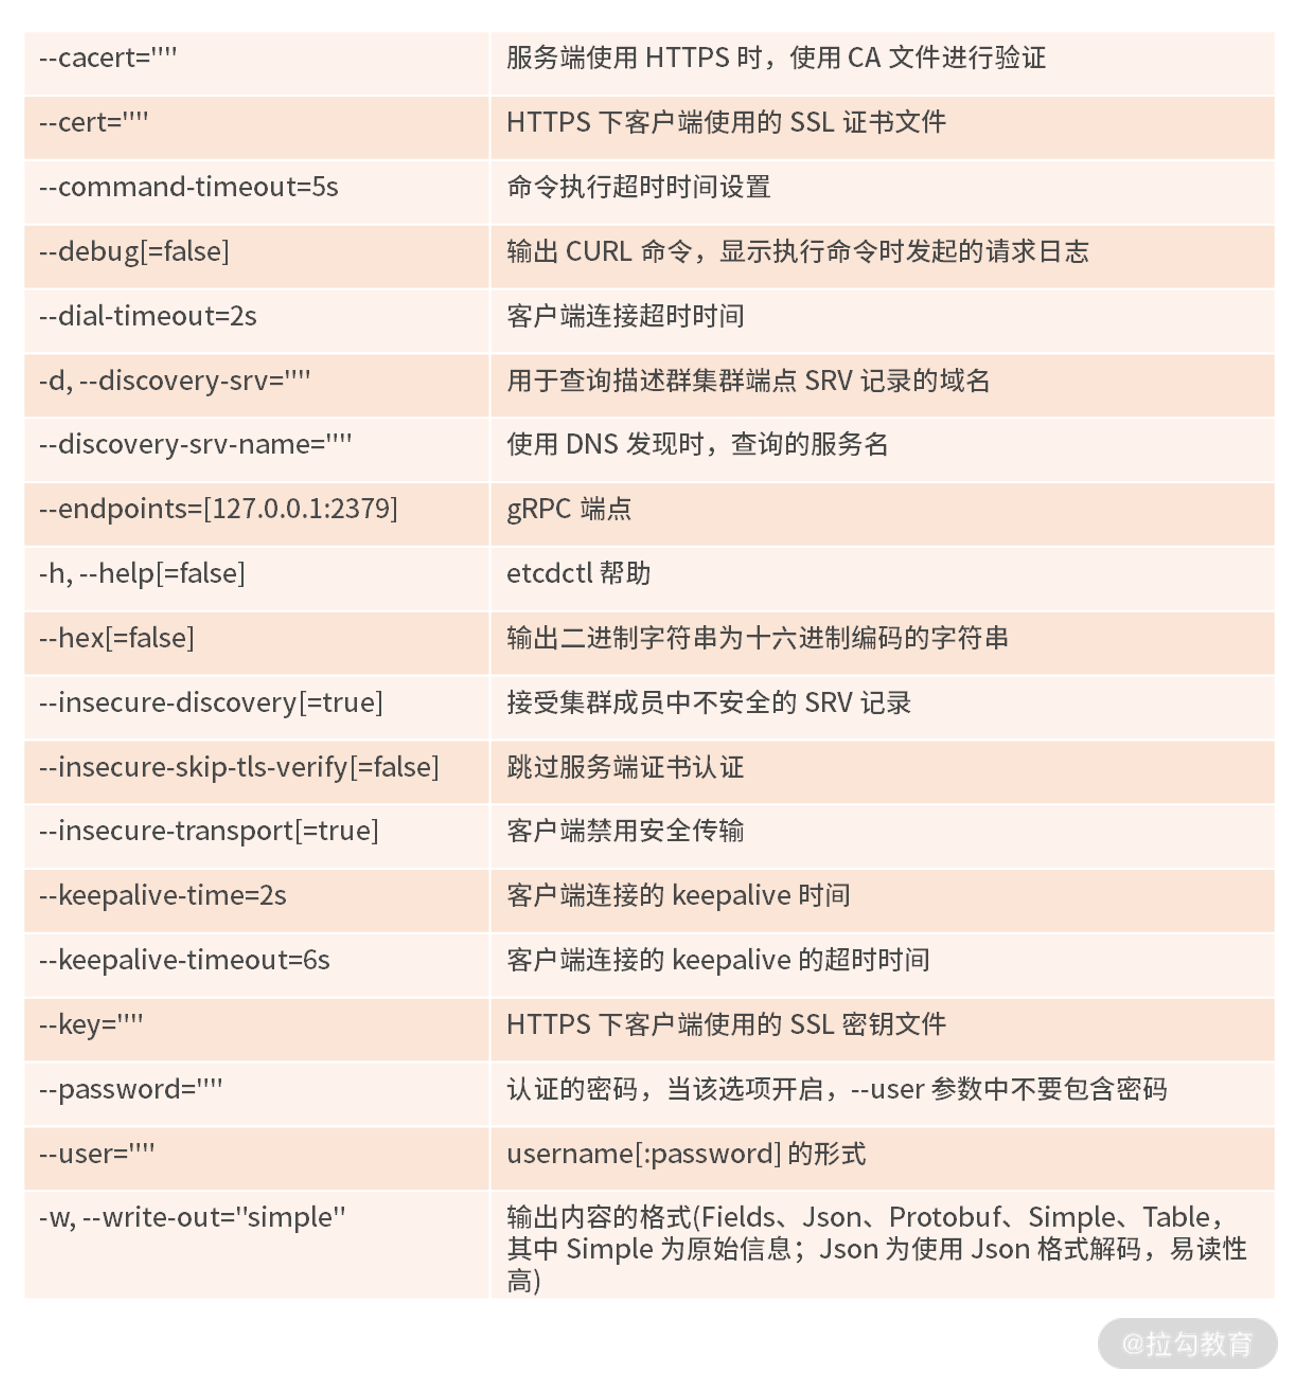 --cacert="" 服务端使用 HTTPS 时，使用 CA 文件进行验证
--cert="" HTTPS 下客户端使用的 SSL 证书文件
--command-timeout=5s 命令执行超时时间设置
--debug[=false] 输出 CURL 命令，显示执行命令时发起的请求日志
--dial-timeout=2s 客户端连接超时时间
-d, --discovery-srv="" 用于查询描述群集群端点 SRV 记录的域名
--discovery-srv-name="" 使用 DNS 发现时，查询的服务名
--endpoints=[127.0.0.1:2379] gRPC 端点
-h, --help[=false] etcdctl 帮助
--hex[=false] 输出二进制字符串为十六进制编码的字符串
--insecure-discovery[=true] 接受集群成员中不安全的 SRV 记录
--insecure-skip-tls-verify[=false] 跳过服务端证书认证
--insecure-transport[=true] 客户端禁用安全传输
--keepalive-time=2s 客户端连接的 keepalive 时间
--keepalive-timeout=6s 客户端连接的 keepalive 的超时时间
--key="" HTTPS 下客户端使用的 SSL 密钥文件
--password="" 认证的密码，当该选项开启，--user 参数中不要包含密码
--user="" username[:password] 的形式
-w, --write-out="simple" 输出内容的格式(Fields、Json、Protobuf、Simple、Table，
其中 Simple 为原始信息；Json 为使用 Json 格式解码，易读性
高)
@拉勾教育